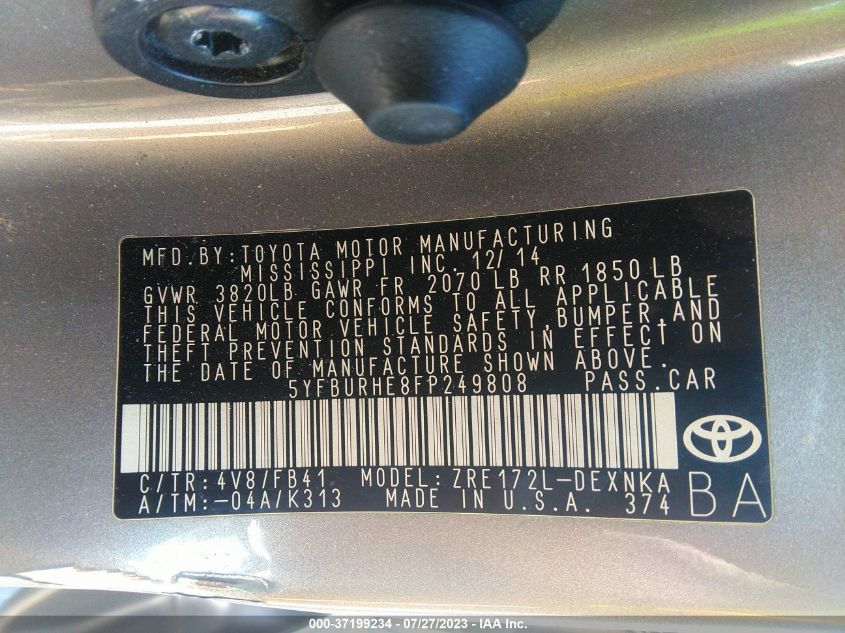 MFD.BY:TOYOTA MOTOR MANUFACTURING
MISSISSIPPI INC. 12/14
GVWR 3820LB GAWR FR 2070 LB RR 1850 LB
THIS VEHICLE CONFORMS TO ALL APPLICABLE
FEDERAL MOTOR VEHICLE SAFETY,BUMPER,AND
THEFT PREVENTION STANDARDS IN EFFECT ON
THE DATE OF MANUFACTURE SHOWN ABOVE.
5YFBURHE8FP249808 PASS.CAR
C/TR:4V8/FB41 MODEL:ZRE172L-DEXNKA
A/TM:-04A/K313 MADE IN U.S.A. 374
BA
000-37199234 - 07/27/2023 - IAA Inc.